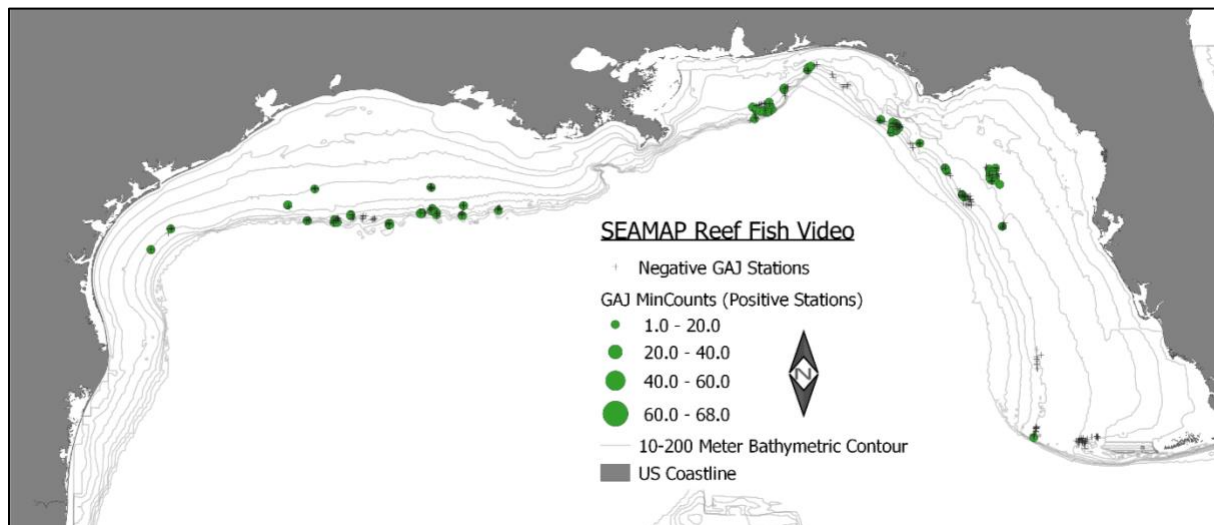 SEAMAP Reef Fish Video
Negative GAJ Stations
GAJ MinCounts (Positive Stations)
1.0 - 20.0
20.0 - 40.0
40.0 - 60.0
60.0 - 68.0
N
10-200 Meter Bathymetric Contour
US Coastline